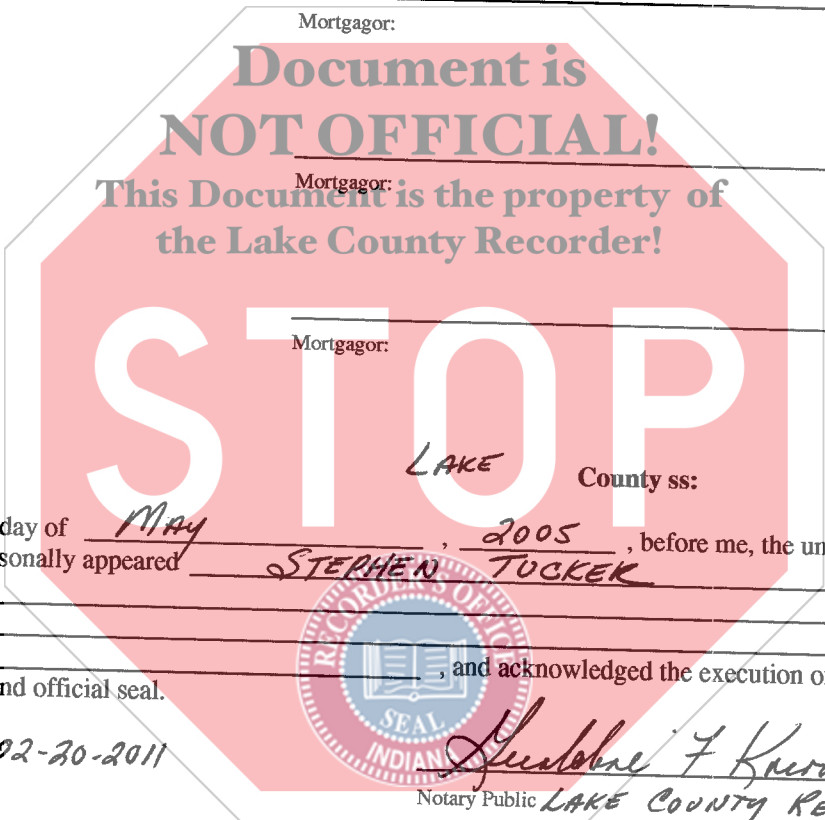 Mortgagor:
Document is
NOT OFFICIAL!
Mortgagor:
This Document is the property of
the Lake County Recorder!
STOP
Mortgagor:
LAKE County ss:
day of MAY , 2005 , before me, the un
sonally appeared STEPHEN TUCKER
, and acknowledged the execution o
nd official seal.
RECORDER'S OFFICE
SEAL
INDIANA
02-20-2011
F
Notary Public LAKE COUNTY RE